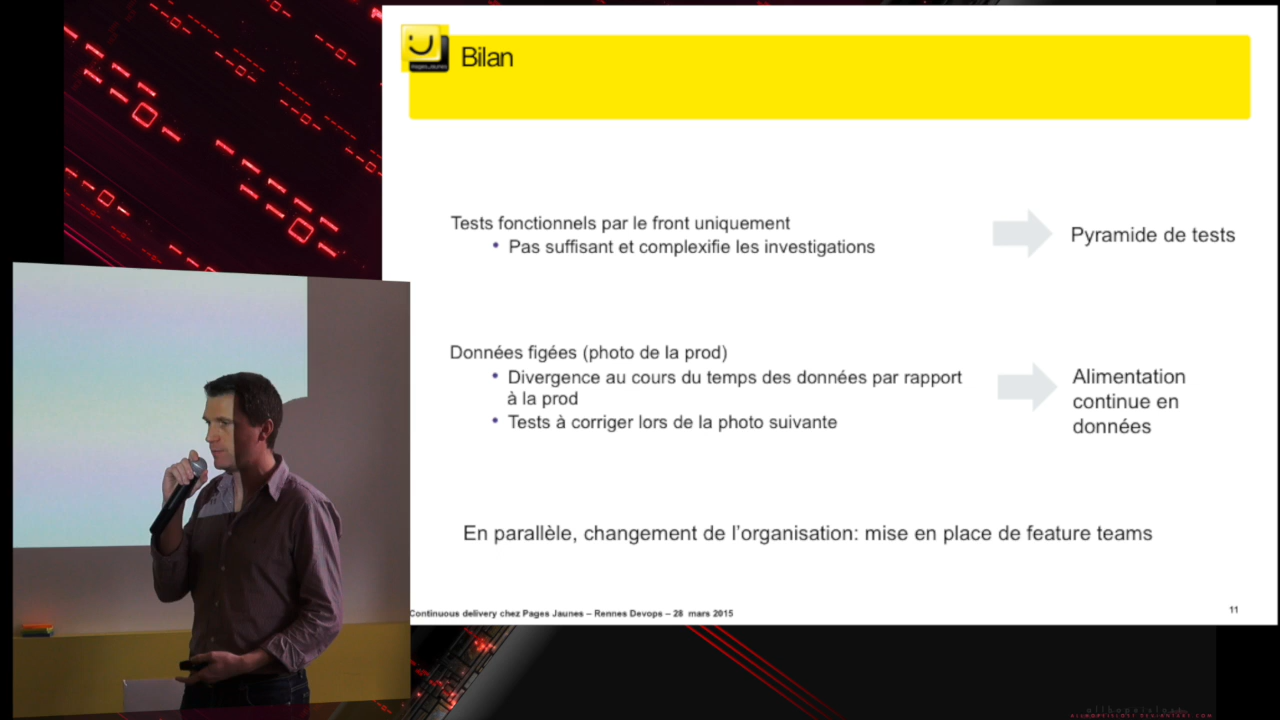 PagesJaunes
Bilan
Tests fonctionnels par le front uniquement
• Pas suffisant et complexifie les investigations
Pyramide de tests
Données figées (photo de la prod)
• Divergence au cours du temps des données par rapport
à la prod
• Tests à corriger lors de la photo suivante
Alimentation
continue en
données
En parallèle, changement de l'organisation: mise en place de feature teams
Continuous delivery chez Pages Jaunes – Rennes Devops – 28 mars 2015
11